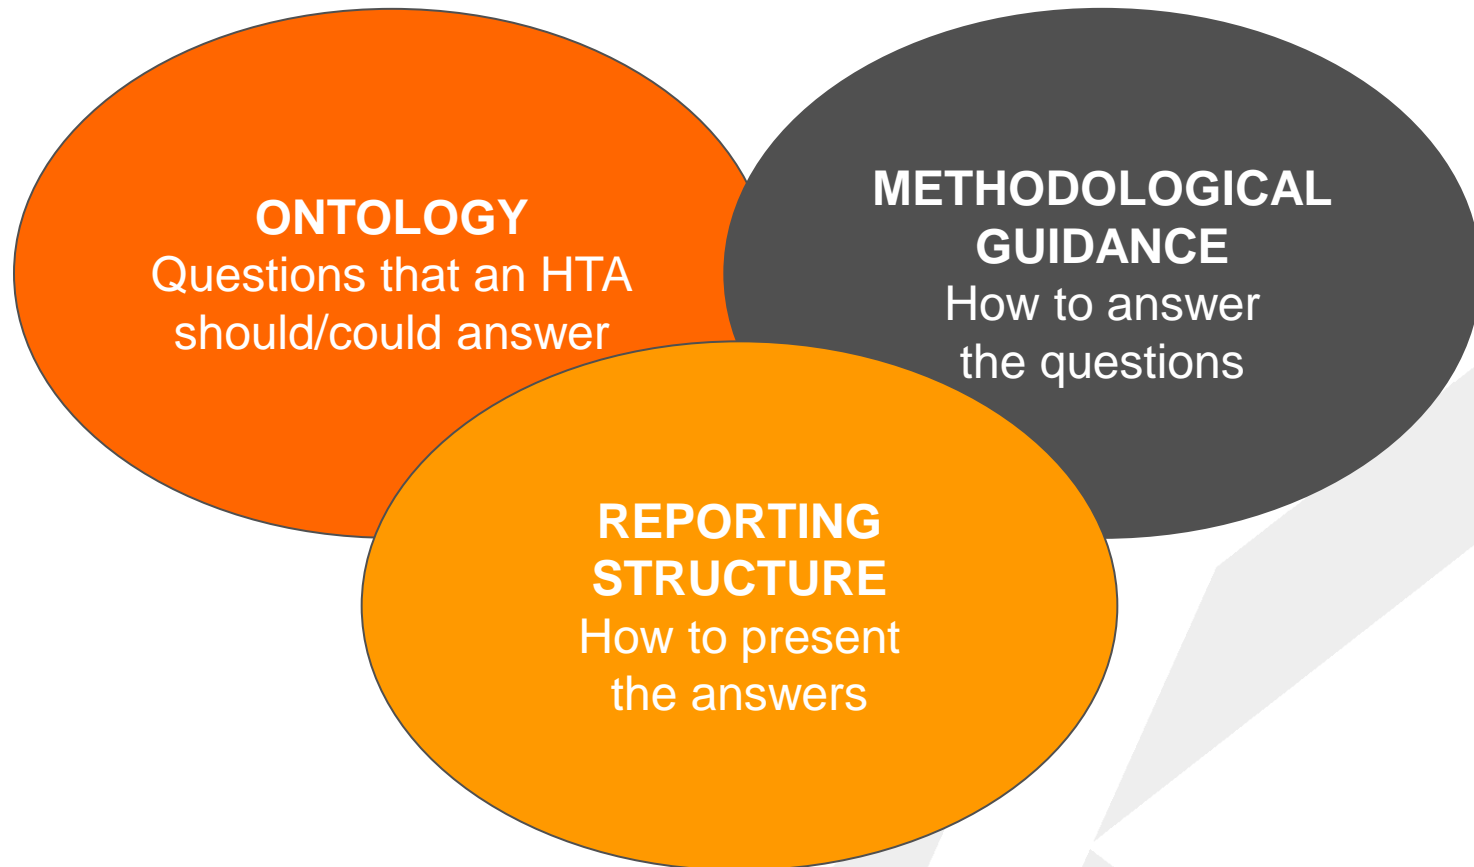 ONTOLOGY
Questions that an HTA
should/could answer
METHODOLOGICAL
GUIDANCE
How to answer
the questions
REPORTING
STRUCTURE
How to present
the answers